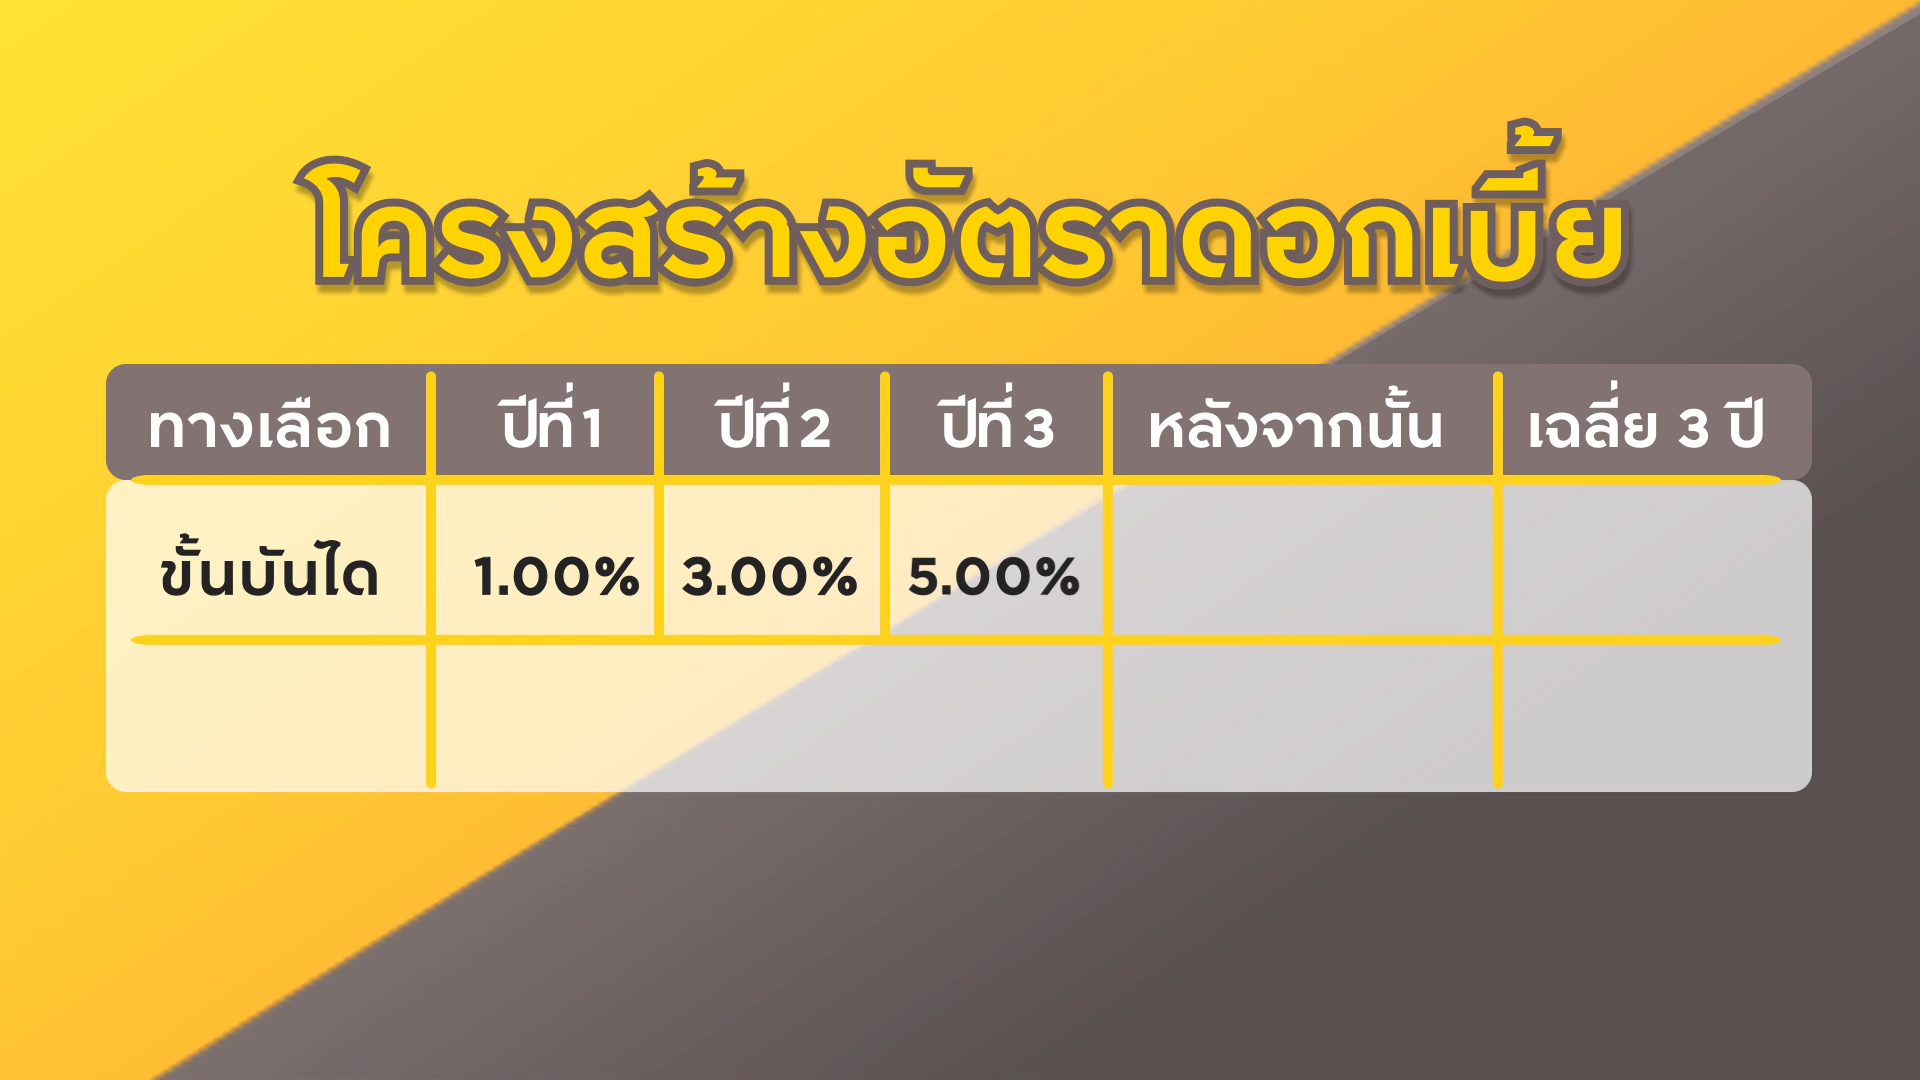 โครงสร้างอัตราดอกเบี้ย
ทางเลือก ปีที่ 1 ปีที่ 2 ปีที่ 3 หลังจากนั้น เฉลี่ย 3 ปี
ขั้นบันได 1.00% 3.00% 5.00%